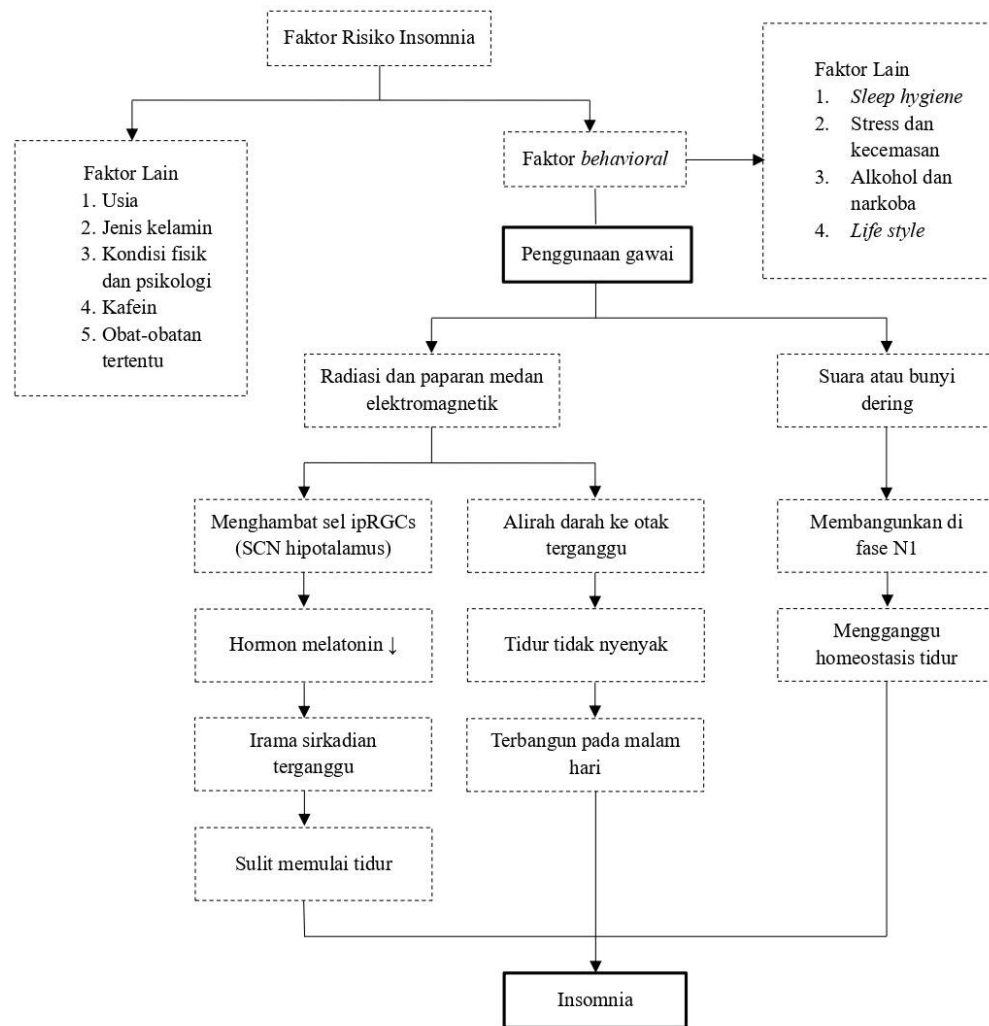 Faktor Risiko Insomnia
Faktor Lain
1. Sleep hygiene
2. Stress dan
kecemasan
3. Alkohol dan
narkoba
4. Life style
Faktor behavioral
Faktor Lain
1. Usia
2. Jenis kelamin
3. Kondisi fisik
dan psikologi
4. Kafein
5. Obat-obatan
tertentu
Penggunaan gawai
Radiasi dan paparan medan
elektromagnetik
Suara atau bunyi
dering
Menghambat sel ipRGCs
(SCN hipotalamus)
Alirah darah ke otak
terganggu
Membangunkan di
fase N1
Hormon melatonin ↓
Tidur tidak nyenyak
Mengganggu
homeostasis tidur
Irama sirkadian
terganggu
Terbangun pada malam
hari
Sulit memulai tidur
Insomnia